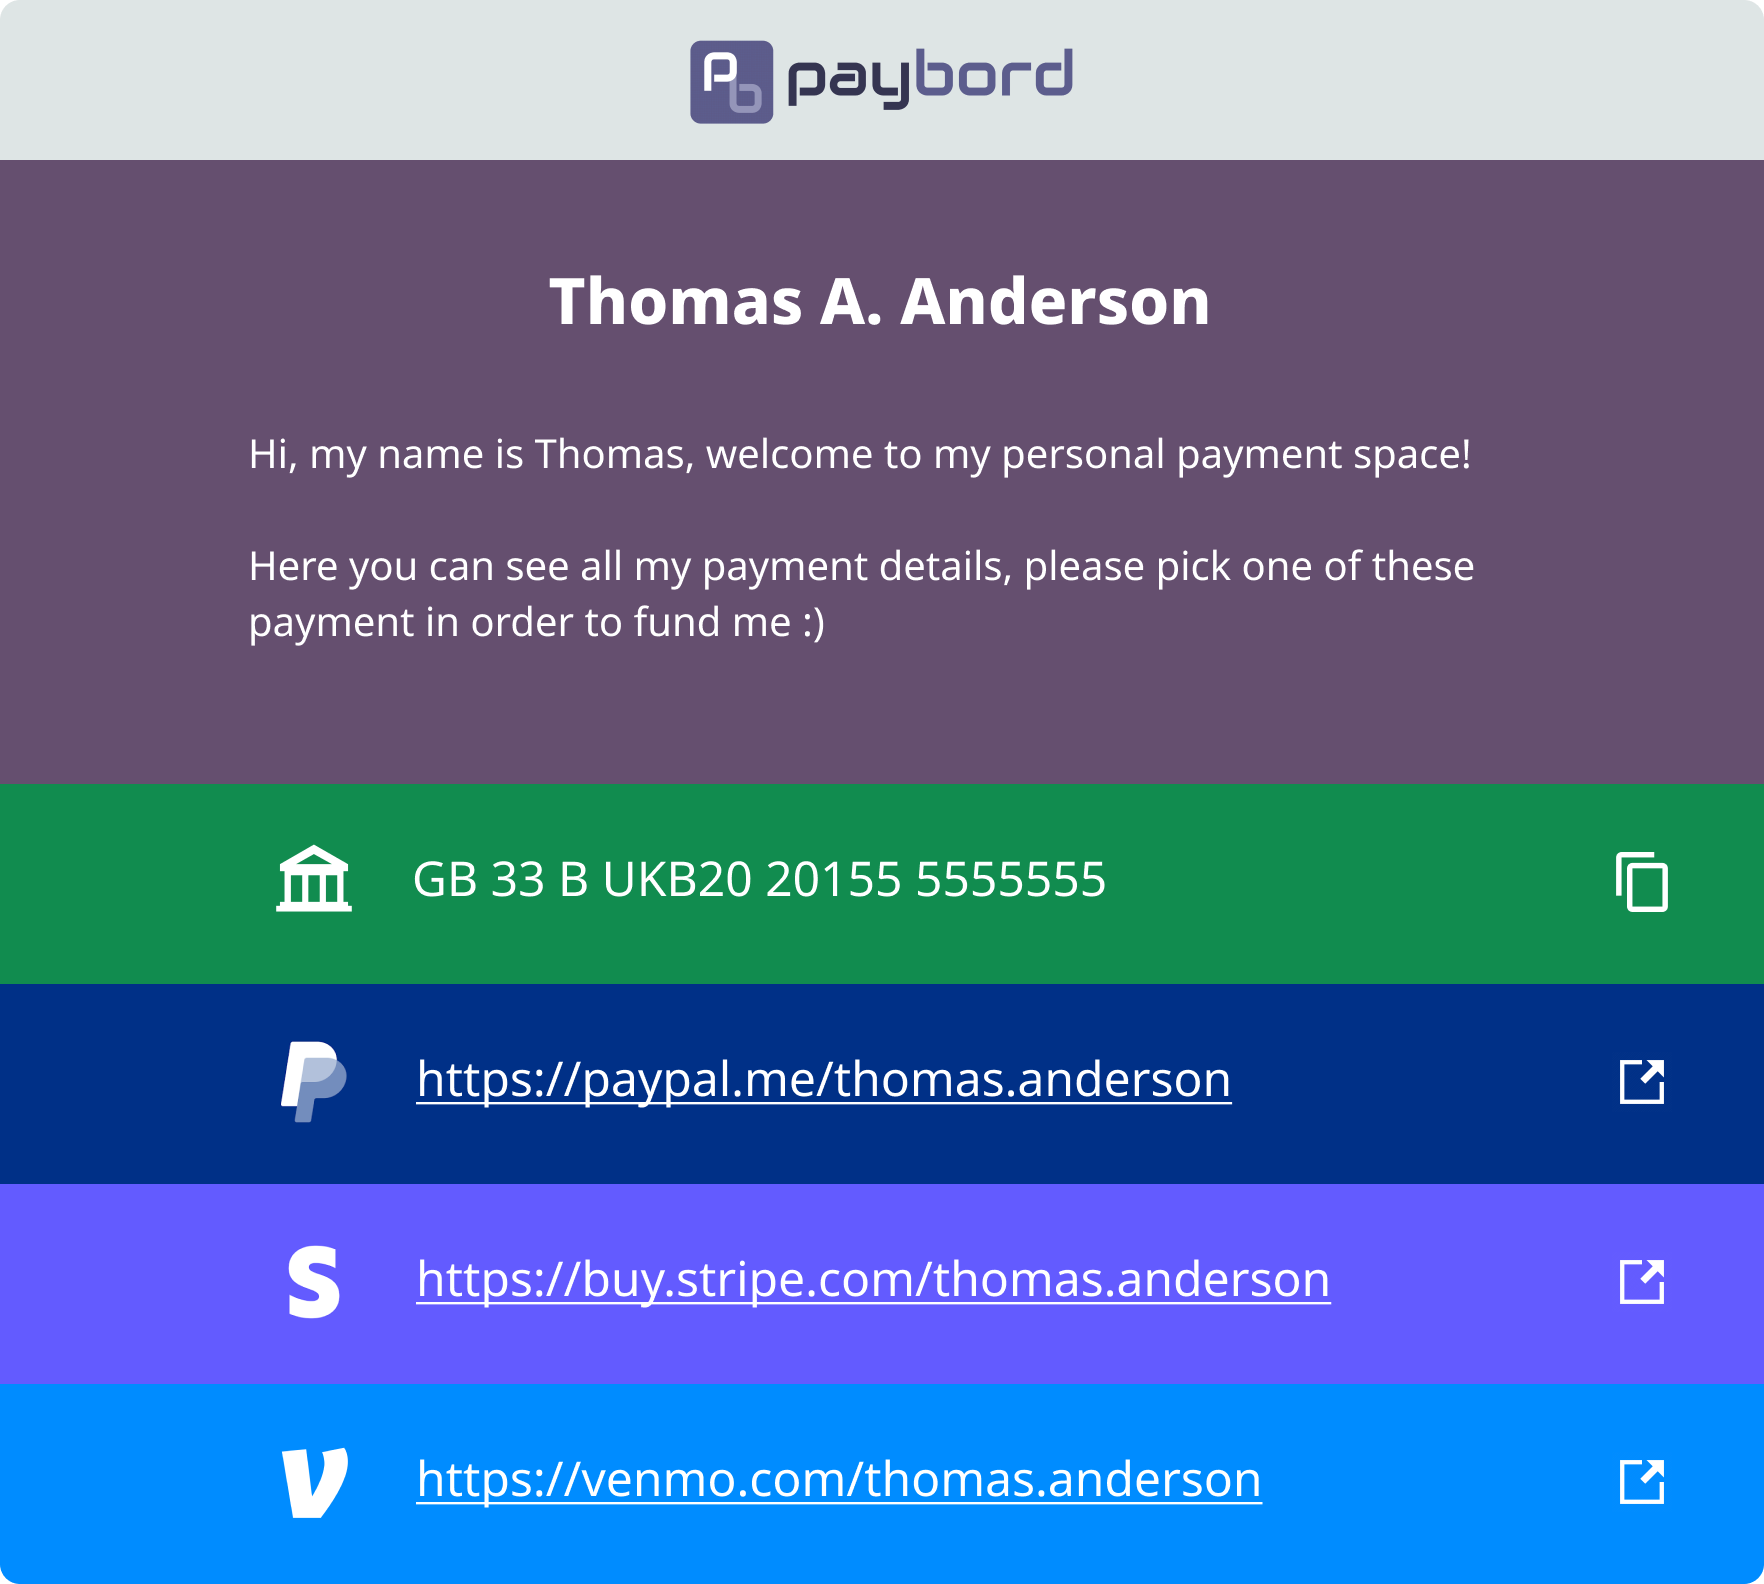 paybord
Thomas A. Anderson
Hi, my name is Thomas, welcome to my personal payment space!
Here you can see all my payment details, please pick one of these
payment in order to fund me :)
GB 33 B UKB20 20155 5555555
https://paypal.me/thomas.anderson
https://buy.stripe.com/thomas.anderson
https://venmo.com/thomas.anderson